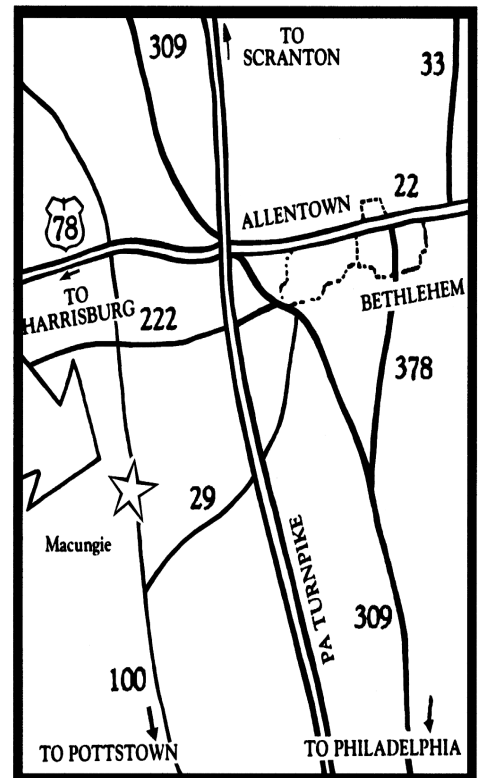 309
TO
SCRANTON
33
22
ALLENTOWN
78
TO
HARRISBURG
BETHLEHEM
222
378
29
Macungie
PA TURNPIKE
309
100
TO POTTSTOWN
TO PHILADELPHIA